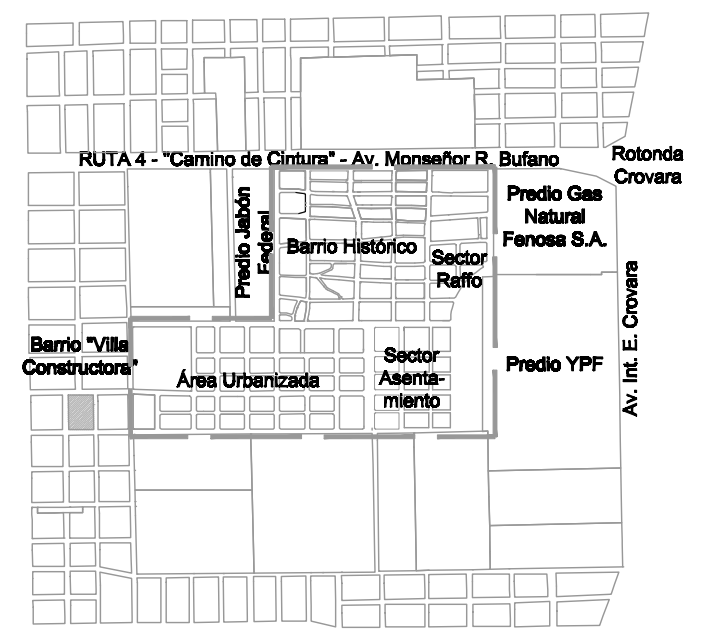 RUTA 4 - "Camino de Cintura" - Av. Monseñor R. Bufano
Rotonda
Crovara
Predio Jabón
Federal
Predio Gas
Natural
Fenosa S.A.
Barrio Histórico
Sector
Raffo
Av. Int. E. Crovara
Barrio "Villa
Constructora"
Área Urbanizada
Sector
Asenta-
miento
Predio YPF